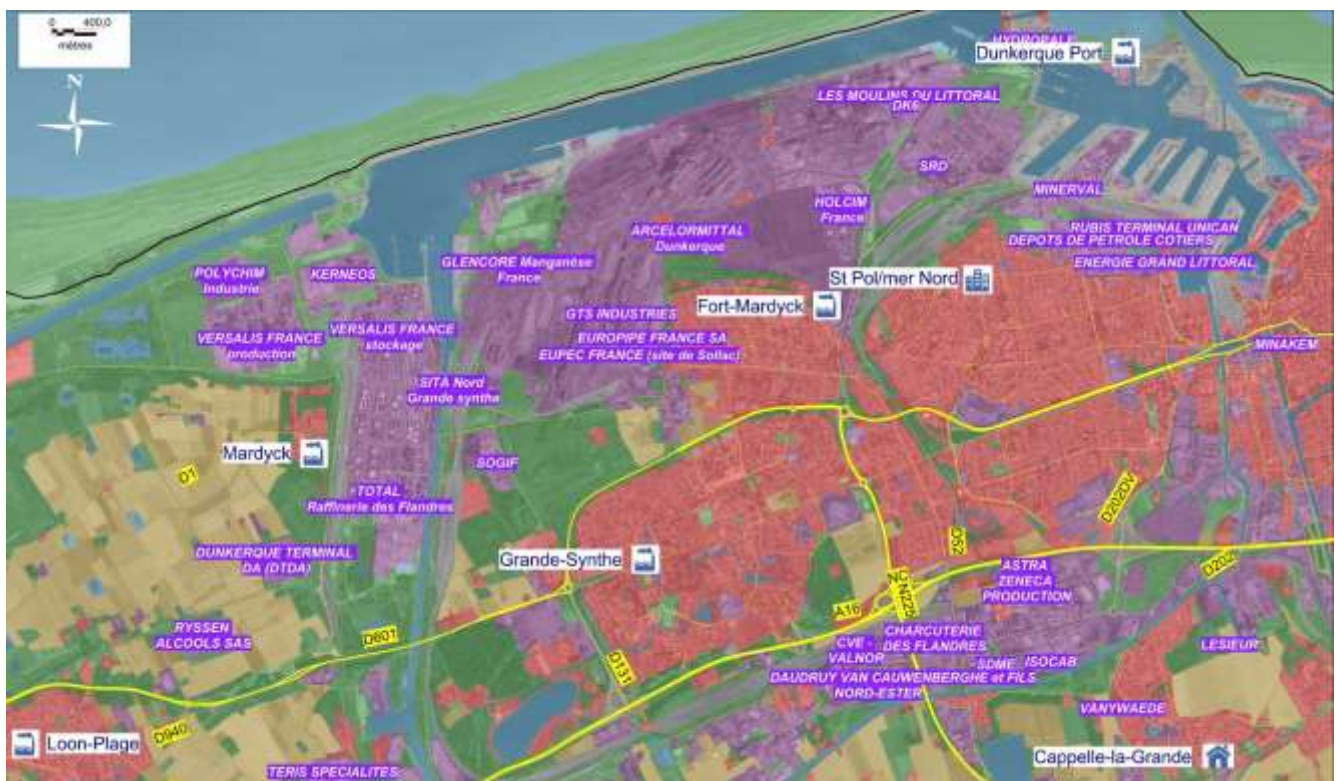 0 400,0
mètres
N
HYDROPALE
Dunkerque Port
LES MOULINS DU LITTORAL
DK6
SRD
MINERVAL
HOLCIM
France
ARCELORMITTAL
Dunkerque
RUBIS TERMINAL UNICAN
DEPOTS DE PETROLE COTIERS
ENERGIE GRAND LITTORAL
GLENCORE Manganèse
France
POLYCHIM
Industrie
KERNEOS
St Pol/mer Nord
Fort-Mardyck
GTS INDUSTRIES
VERSALIS FRANCE
production
VERSALIS FRANCE
stockage
EUROPIPE FRANCE SA
EUPEC FRANCE (site de Sollac)
MINAKEM
SITA Nord
Grande synthe
Mardyck
SOGIF
D1
TOTAL
Raffinerie des Flandres
D202DV
D52
DUNKERQUE TERMINAL
DA (DTDA)
Grande-Synthe
D202
ASTRA
ZENECA
PRODUCTION
N225
A16
RYSSEN
ALCOOLS SAS
D601
CHARCUTERIE
DES FLANDRES
CVE -
VALNOR
LESIEUR
D131
SDME
ISOCAB
DAUDRUY VAN CAUWENBERGHE et FILS
NORD-ESTER
VANYWAEDE
D940
Loon-Plage
Cappelle-la-Grande
TERIS SPECIALITES